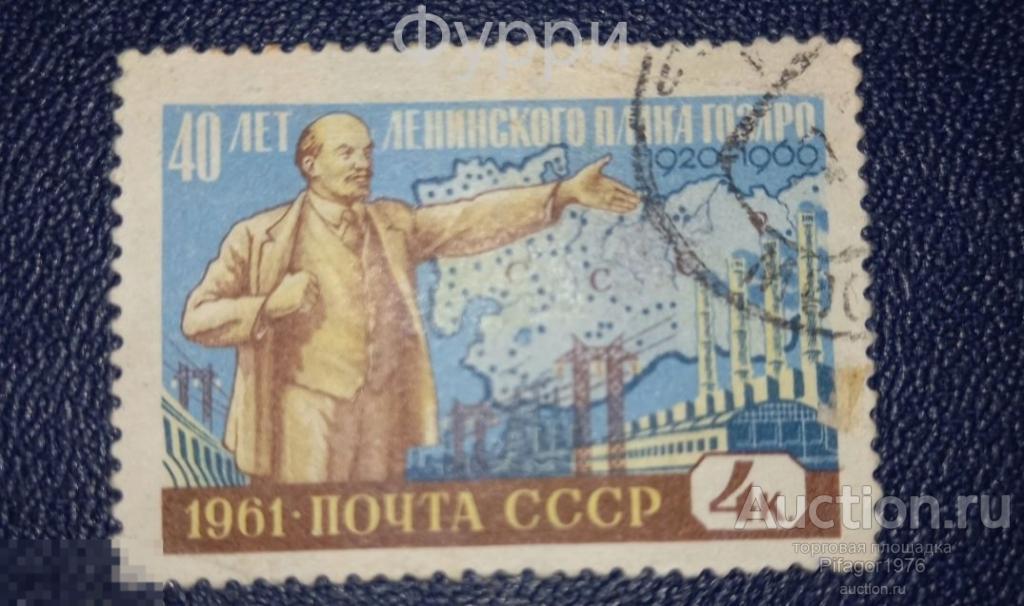 Фурри
40 ЛЕТ ЛЕНИНСКОГО ПЛАНА ГОЭЛРО
1920-1960
С С
1961 · ПОЧТА СССР
4к.
Auction.ru
торговая площадка
Pifagor1976
auction.ru